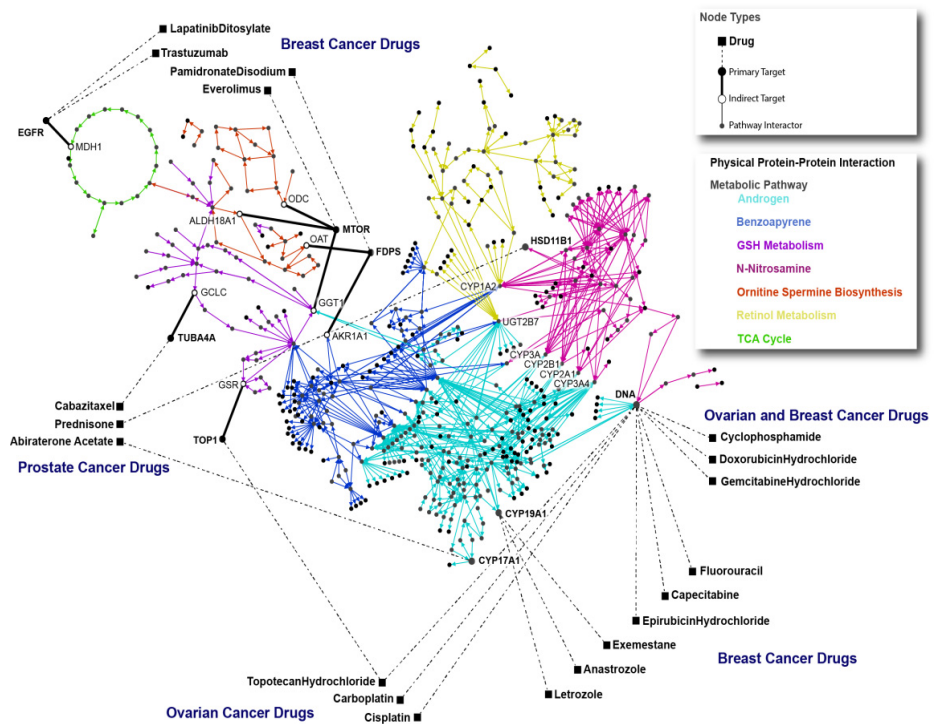 LapatinibDitosylate
Trastuzumab
Breast Cancer Drugs
PamidronateDisodium
Everolimus
EGFR
MDH1
ODC
ALDH18A1
MTOR
OAT
FDPS
HSD11B1
GCLC
GGT1
CYP1A2
UGT2B7
TUBA4A
AKR1A1
CYP3A
CYP2B1
CYP2A1
CYP3A4
GSR
DNA
Cabazitaxel
Prednisone
Abiraterone Acetate
TOP1
Prostate Cancer Drugs
Ovarian and Breast Cancer Drugs
Cyclophosphamide
DoxorubicinHydrochloride
GemcitabineHydrochloride
CYP19A1
CYP17A1
Fluorouracil
Capecitabine
EpirubicinHydrochloride
Exemestane
Anastrozole
Letrozole
Breast Cancer Drugs
TopotecanHydrochloride
Carboplatin
Cisplatin
Ovarian Cancer Drugs
Node Types
Drug
Primary Target
Indirect Target
Pathway Interactor
Physical Protein-Protein Interaction
Metabolic Pathway
Androgen
Benzoapyrene
GSH Metabolism
N-Nitrosamine
Ornitine Spermine Biosynthesis
Retinol Metabolism
TCA Cycle